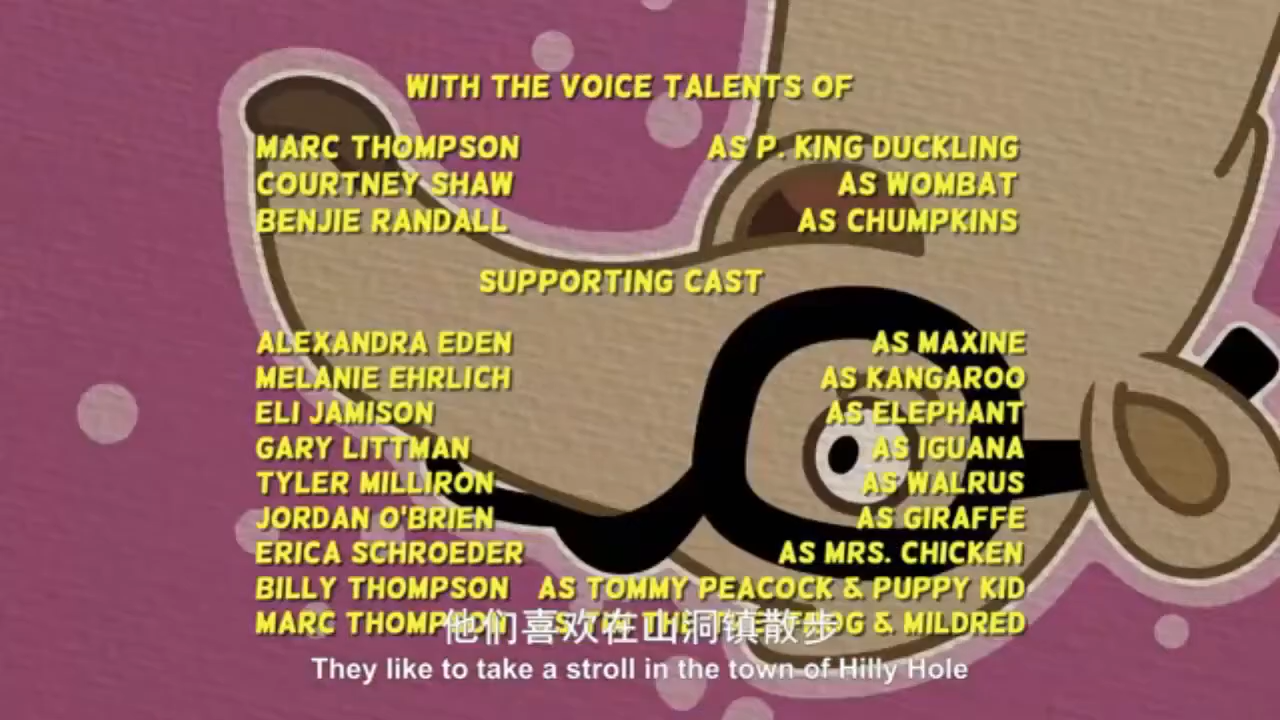 WITH THE VOICE TALENTS OF
MARC THOMPSON AS P. KING DUCKLING
COURTNEY SHAW AS WOMBAT
BENJIE RANDALL AS CHUMPKINS
SUPPORTING CAST
ALEXANDRA EDEN AS MAXINE
MELANIE EHRLICH AS KANGAROO
ELI JAMISON AS ELEPHANT
GARY LITTMAN AS IGUANA
TYLER MILLIRON AS WALRUS
JORDAN O'BRIEN AS GIRAFFE
ERICA SCHROEDER AS MRS. CHICKEN
BILLY THOMPSON AS TOMMY PEACOCK & PUPPY KID
MARC & MILDRED
他们喜欢在山洞镇散步
They like to take a stroll in the town of Hilly Hole